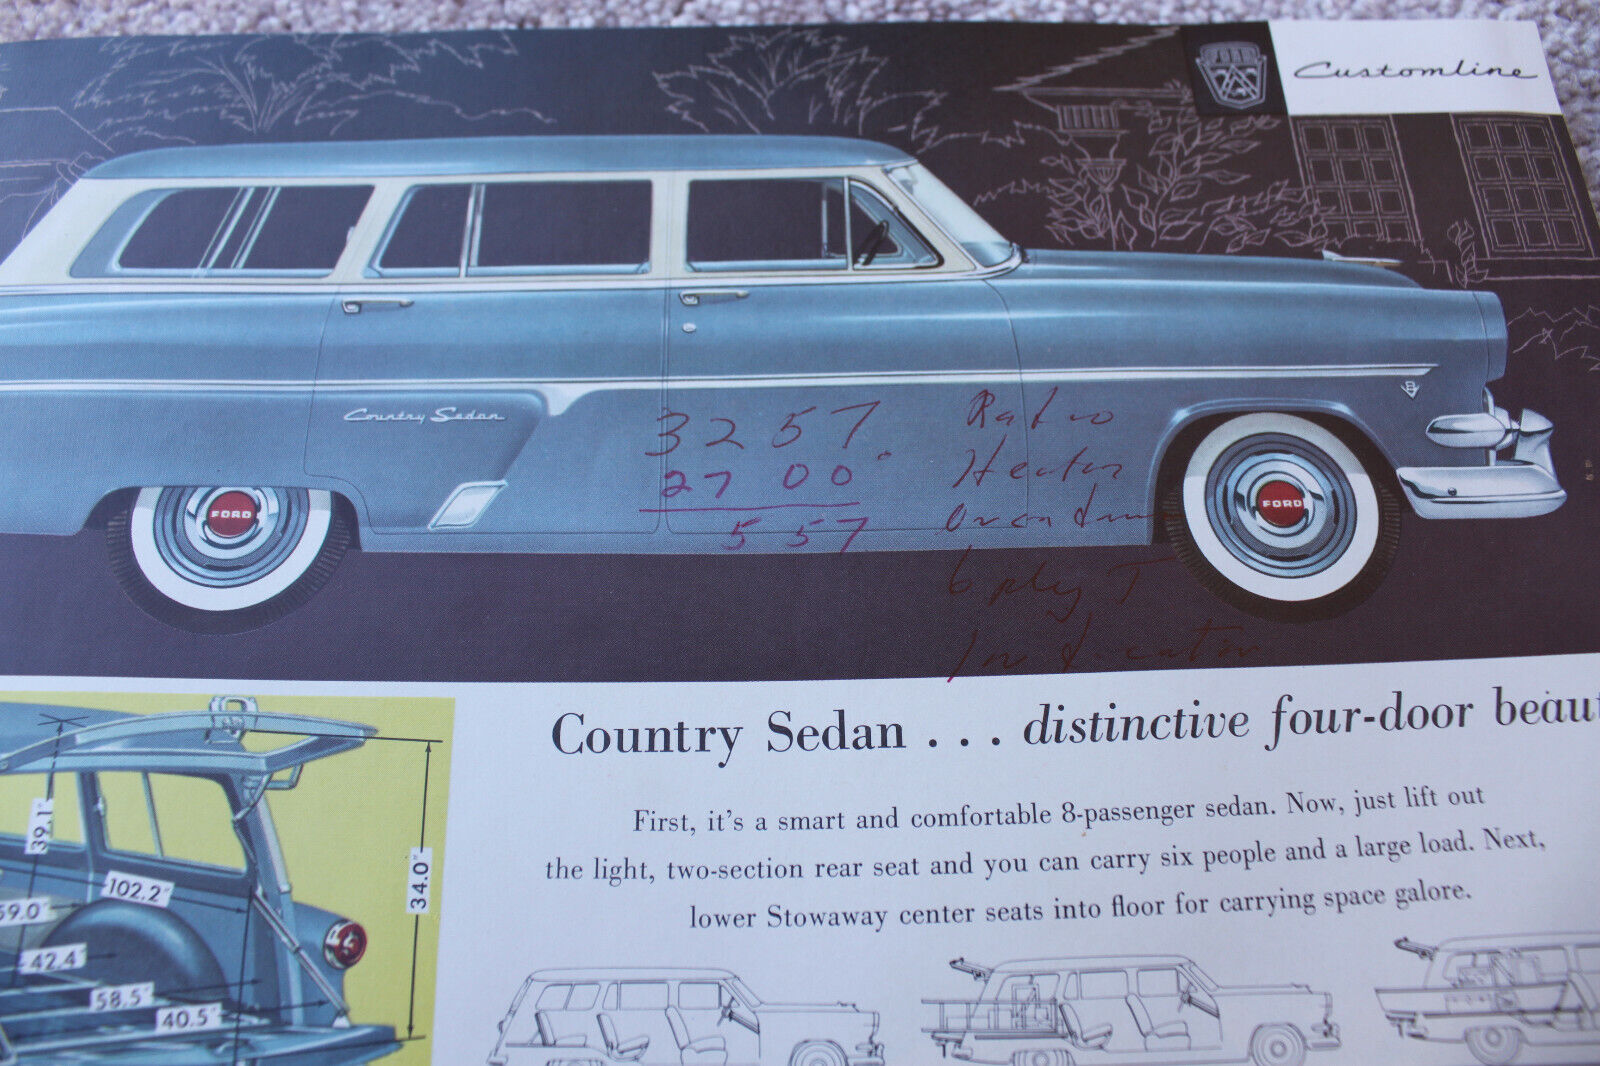 FORD
Customline
Country Sedan
3257
2700
557
Radio
Heater
6 ply T
FORD
FORD
Country Sedan . . . distinctive four-door beaut
First, it's a smart and comfortable 8-passenger sedan. Now, just lift out
the light, two-section rear seat and you can carry six people and a large load. Next,
lower Stowaway center seats into floor for carrying space galore.
39.1"
34.0"
102.2"
59.0"
42.4"
58.5"
40.5"